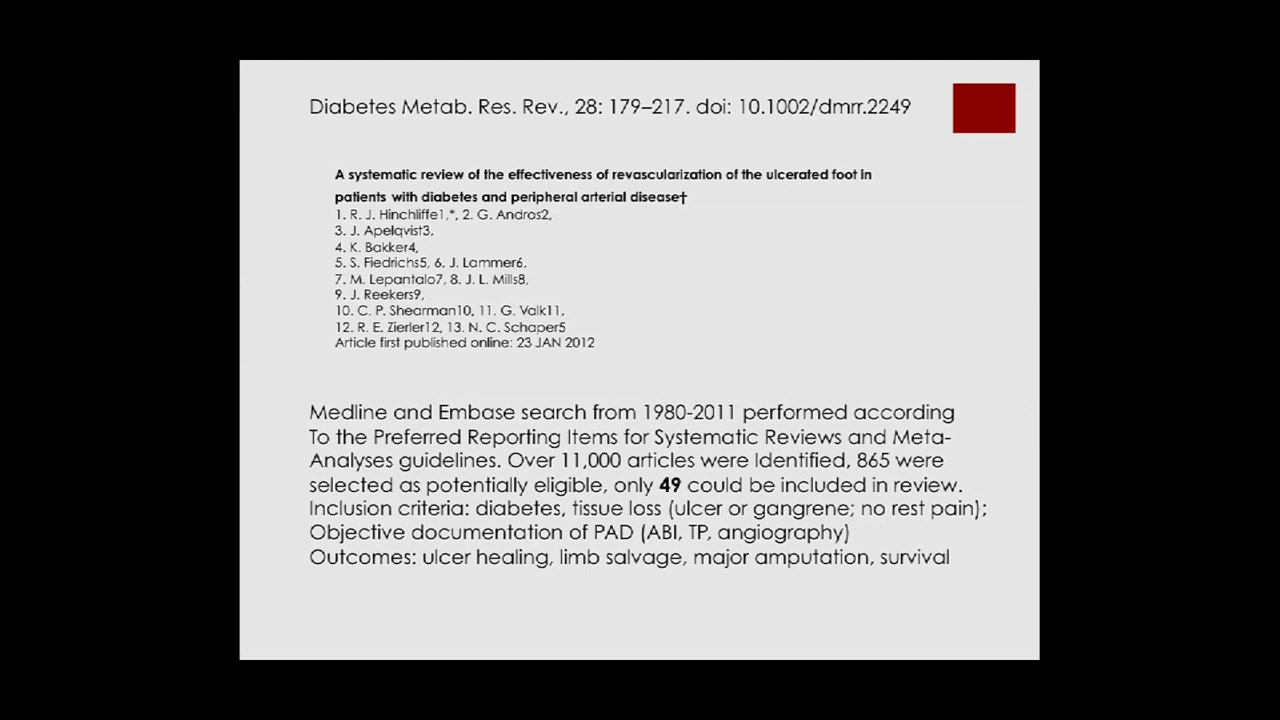 Diabetes Metab. Res. Rev., 28: 179–217. doi: 10.1002/dmrr.2249
A systematic review of the effectiveness of revascularization of the ulcerated foot in
patients with diabetes and peripheral arterial disease†
1. R. J. Hinchliffe1,*, 2. G. Andros2,
3. J. Apelqvist3,
4. K. Bakker4,
5. S. Fiedrichs5, 6. J. Lammer6,
7. M. Lepantalo7, 8. J. L. Mills8,
9. J. Reekers9,
10. C. P. Shearman10, 11. G. Valk11,
12. R. E. Zierler12, 13. N. C. Schaper5
Article first published online: 23 JAN 2012
Medline and Embase search from 1980-2011 performed according
To the Preferred Reporting Items for Systematic Reviews and Meta-
Analyses guidelines. Over 11,000 articles were Identified, 865 were
selected as potentially eligible, only 49 could be included in review.
Inclusion criteria: diabetes, tissue loss (ulcer or gangrene; no rest pain);
Objective documentation of PAD (ABI, TP, angiography)
Outcomes: ulcer healing, limb salvage, major amputation, survival